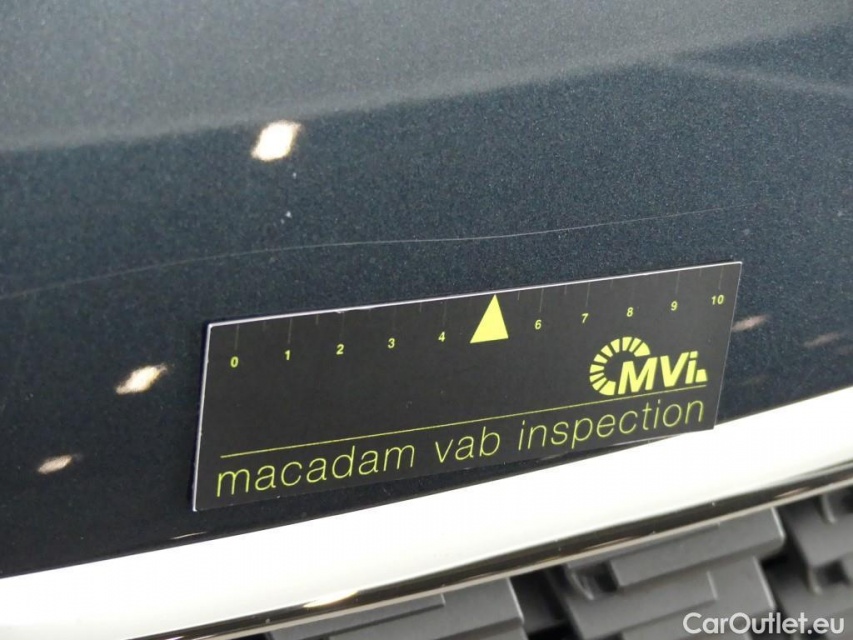 0 1 2 3 4 6 7 8 9 10
MVi
macadam vab inspection
CarOutlet.eu